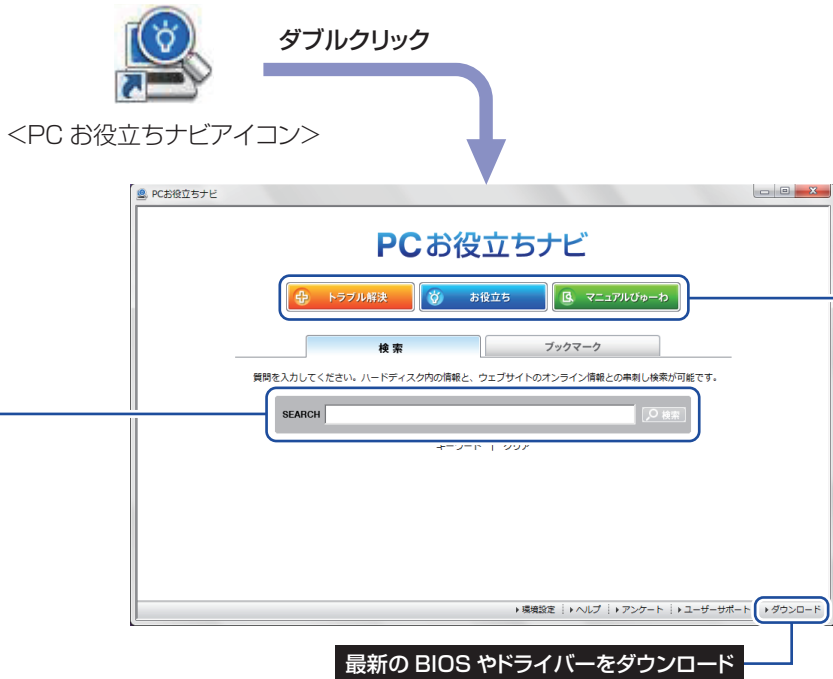 ダブルクリック
<PC お役立ちナビアイコン>
PCお役立ちナビ
PCお役立ちナビ
トラブル解決 お役立ち マニュアルびゅーわ
検索 ブックマーク
質問を入力してください。ハードディスク内の情報と、ウェブサイトのオンライン情報との串刺し検索が可能です。
SEARCH 検索
キーワード | クリア
環境設定 ヘルプ アンケート ユーザーサポート ダウンロード
最新の BIOS やドライバーをダウンロード